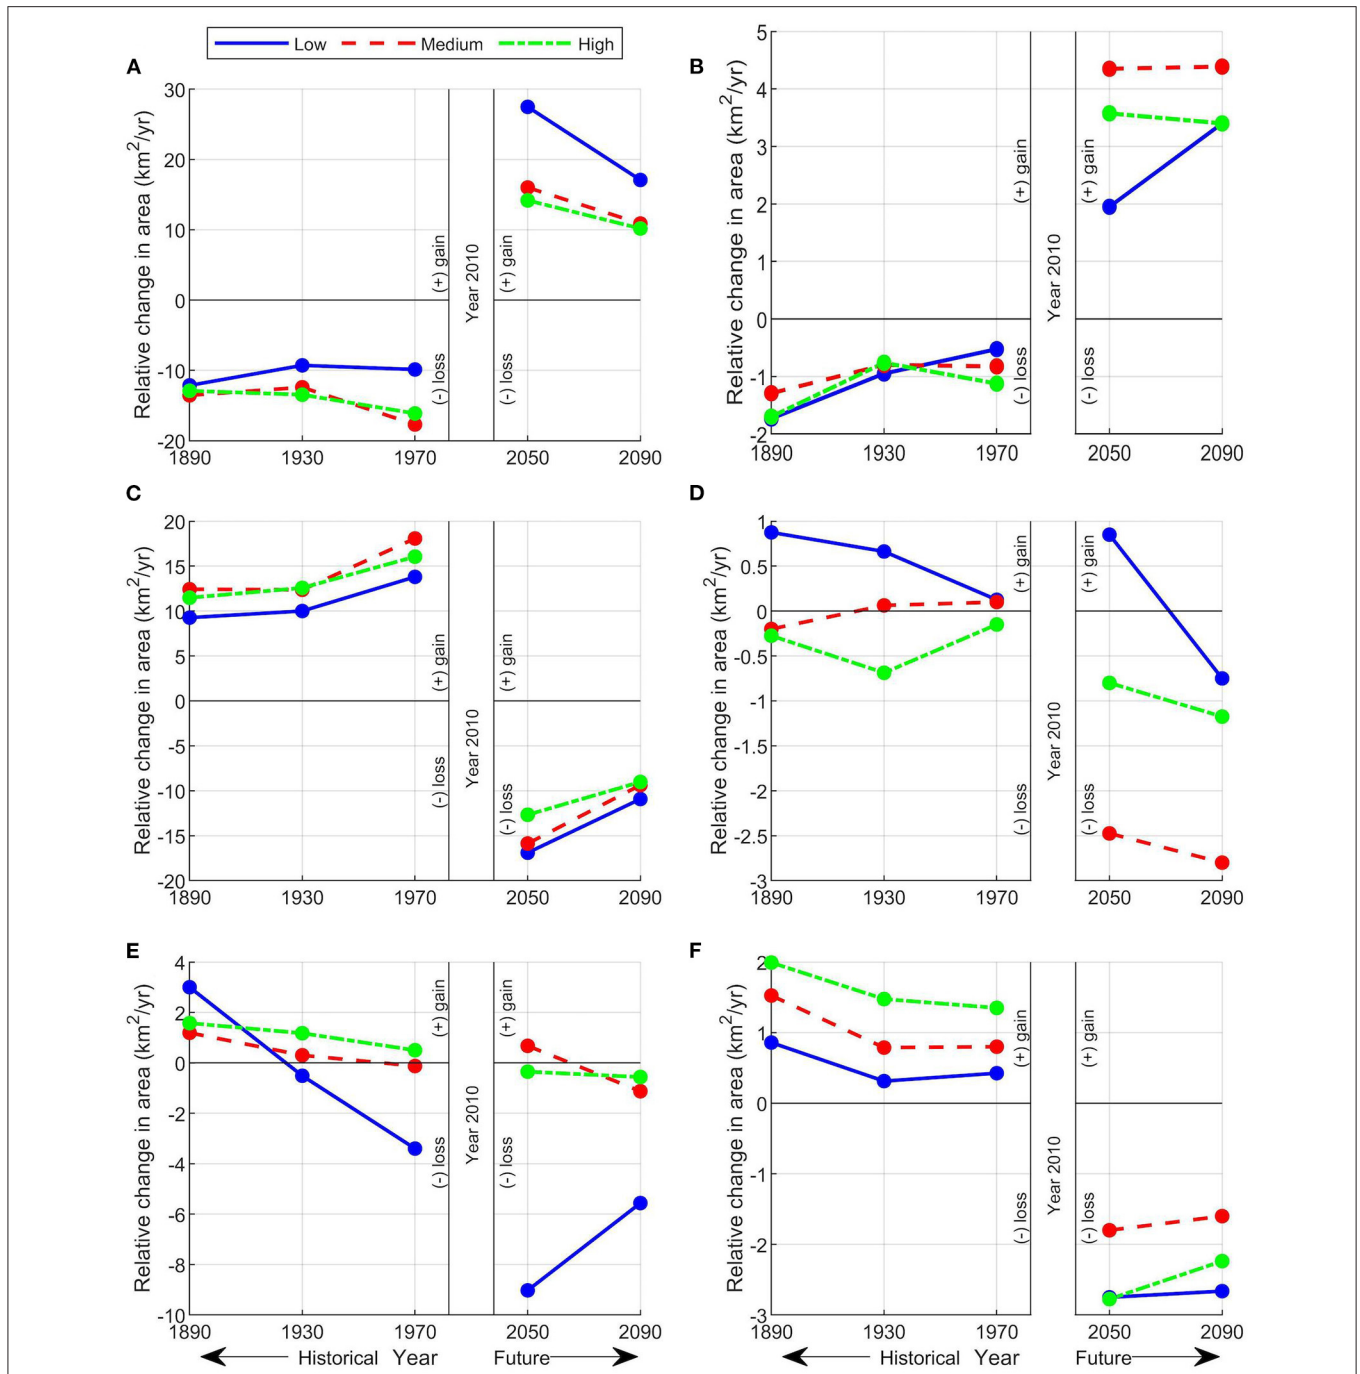 Low Medium High
A
30
20
10
0
-10
-20
Relative change in area (km²/yr)
(+) gain
(-) loss
Year 2010
(+) gain
(-) loss
1890 1930 1970 2050 2090
B
5
4
3
2
1
0
-1
-2
Relative change in area (km²/yr)
(+) gain
(-) loss
Year 2010
(+) gain
(-) loss
1890 1930 1970 2050 2090
C
20
15
10
5
0
-5
-10
-15
-20
Relative change in area (km²/yr)
(+) gain
(-) loss
Year 2010
(+) gain
(-) loss
1890 1930 1970 2050 2090
D
1
0.5
0
-0.5
-1
-1.5
-2
-2.5
-3
Relative change in area (km²/yr)
(+) gain
(-) loss
Year 2010
(+) gain
(-) loss
1890 1930 1970 2050 2090
E
4
2
0
-2
-4
-6
-8
-10
Relative change in area (km²/yr)
(+) gain
(-) loss
Year 2010
(+) gain
(-) loss
1890 1930 1970 2050 2090
Historical Year Future
F
2
1
0
-1
-2
-3
Relative change in area (km²/yr)
(+) gain
(-) loss
Year 2010
(+) gain
(-) loss
1890 1930 1970 2050 2090
Historical Year Future